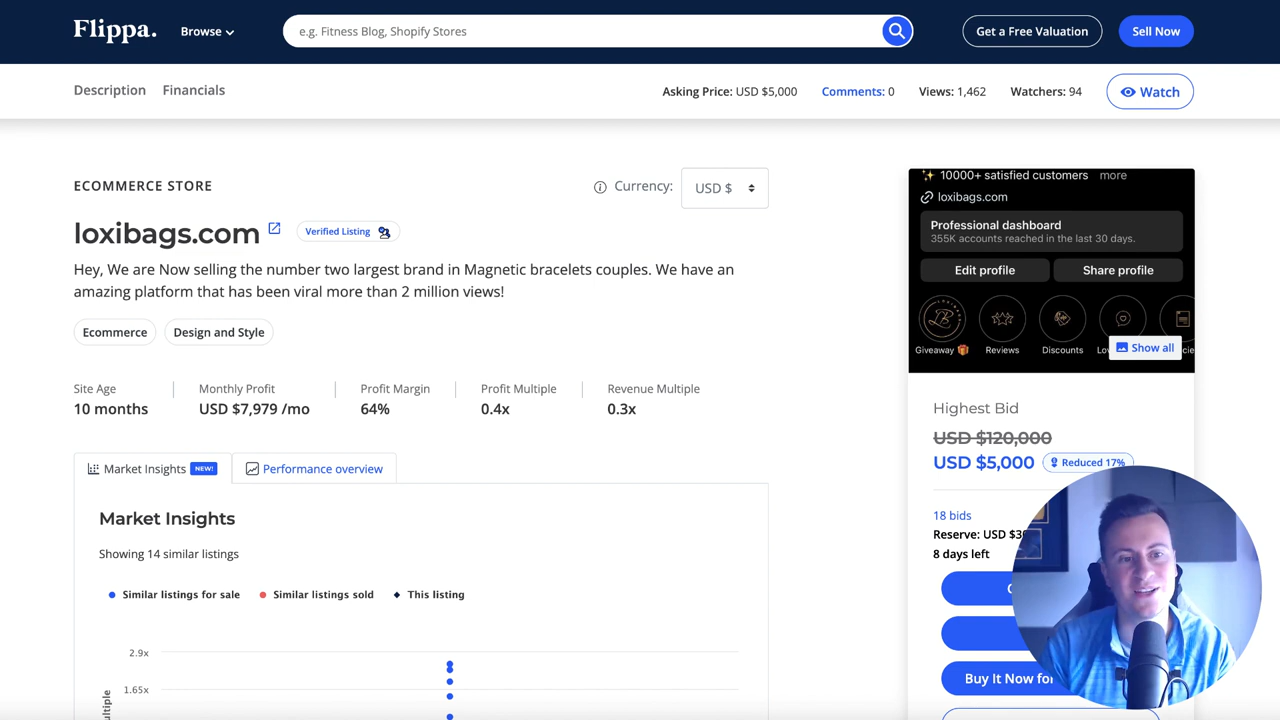 Flippa.
Browse
e.g. Fitness Blog, Shopify Stores
Get a Free Valuation
Sell Now
Description
Financials
Asking Price: USD $5,000
Comments: 0
Views: 1,462
Watchers: 94
Watch
ECOMMERCE STORE
Currency:
USD $
loxibags.com
Verified Listing
Hey, We are Now selling the number two largest brand in Magnetic bracelets couples. We have an
amazing platform that has been viral more than 2 million views!
Ecommerce
Design and Style
Site Age
Monthly Profit
Profit Margin
Profit Multiple
Revenue Multiple
10 months
USD $7,979 /mo
64%
0.4x
0.3x
Market Insights
NEW!
Performance overview
Market Insights
Showing 14 similar listings
Similar listings for sale
Similar listings sold
This listing
2.9x
1.65x
✨ 10000+ satisfied customers more
loxibags.com
Professional dashboard
355K accounts reached in the last 30 days.
Edit profile
Share profile
Giveaway 🎁
Reviews
Discounts
Show all
Highest Bid
USD $120,000
USD $5,000
Reduced 17%
18 bids
Reserve: USD
8 days left
Buy It Now for